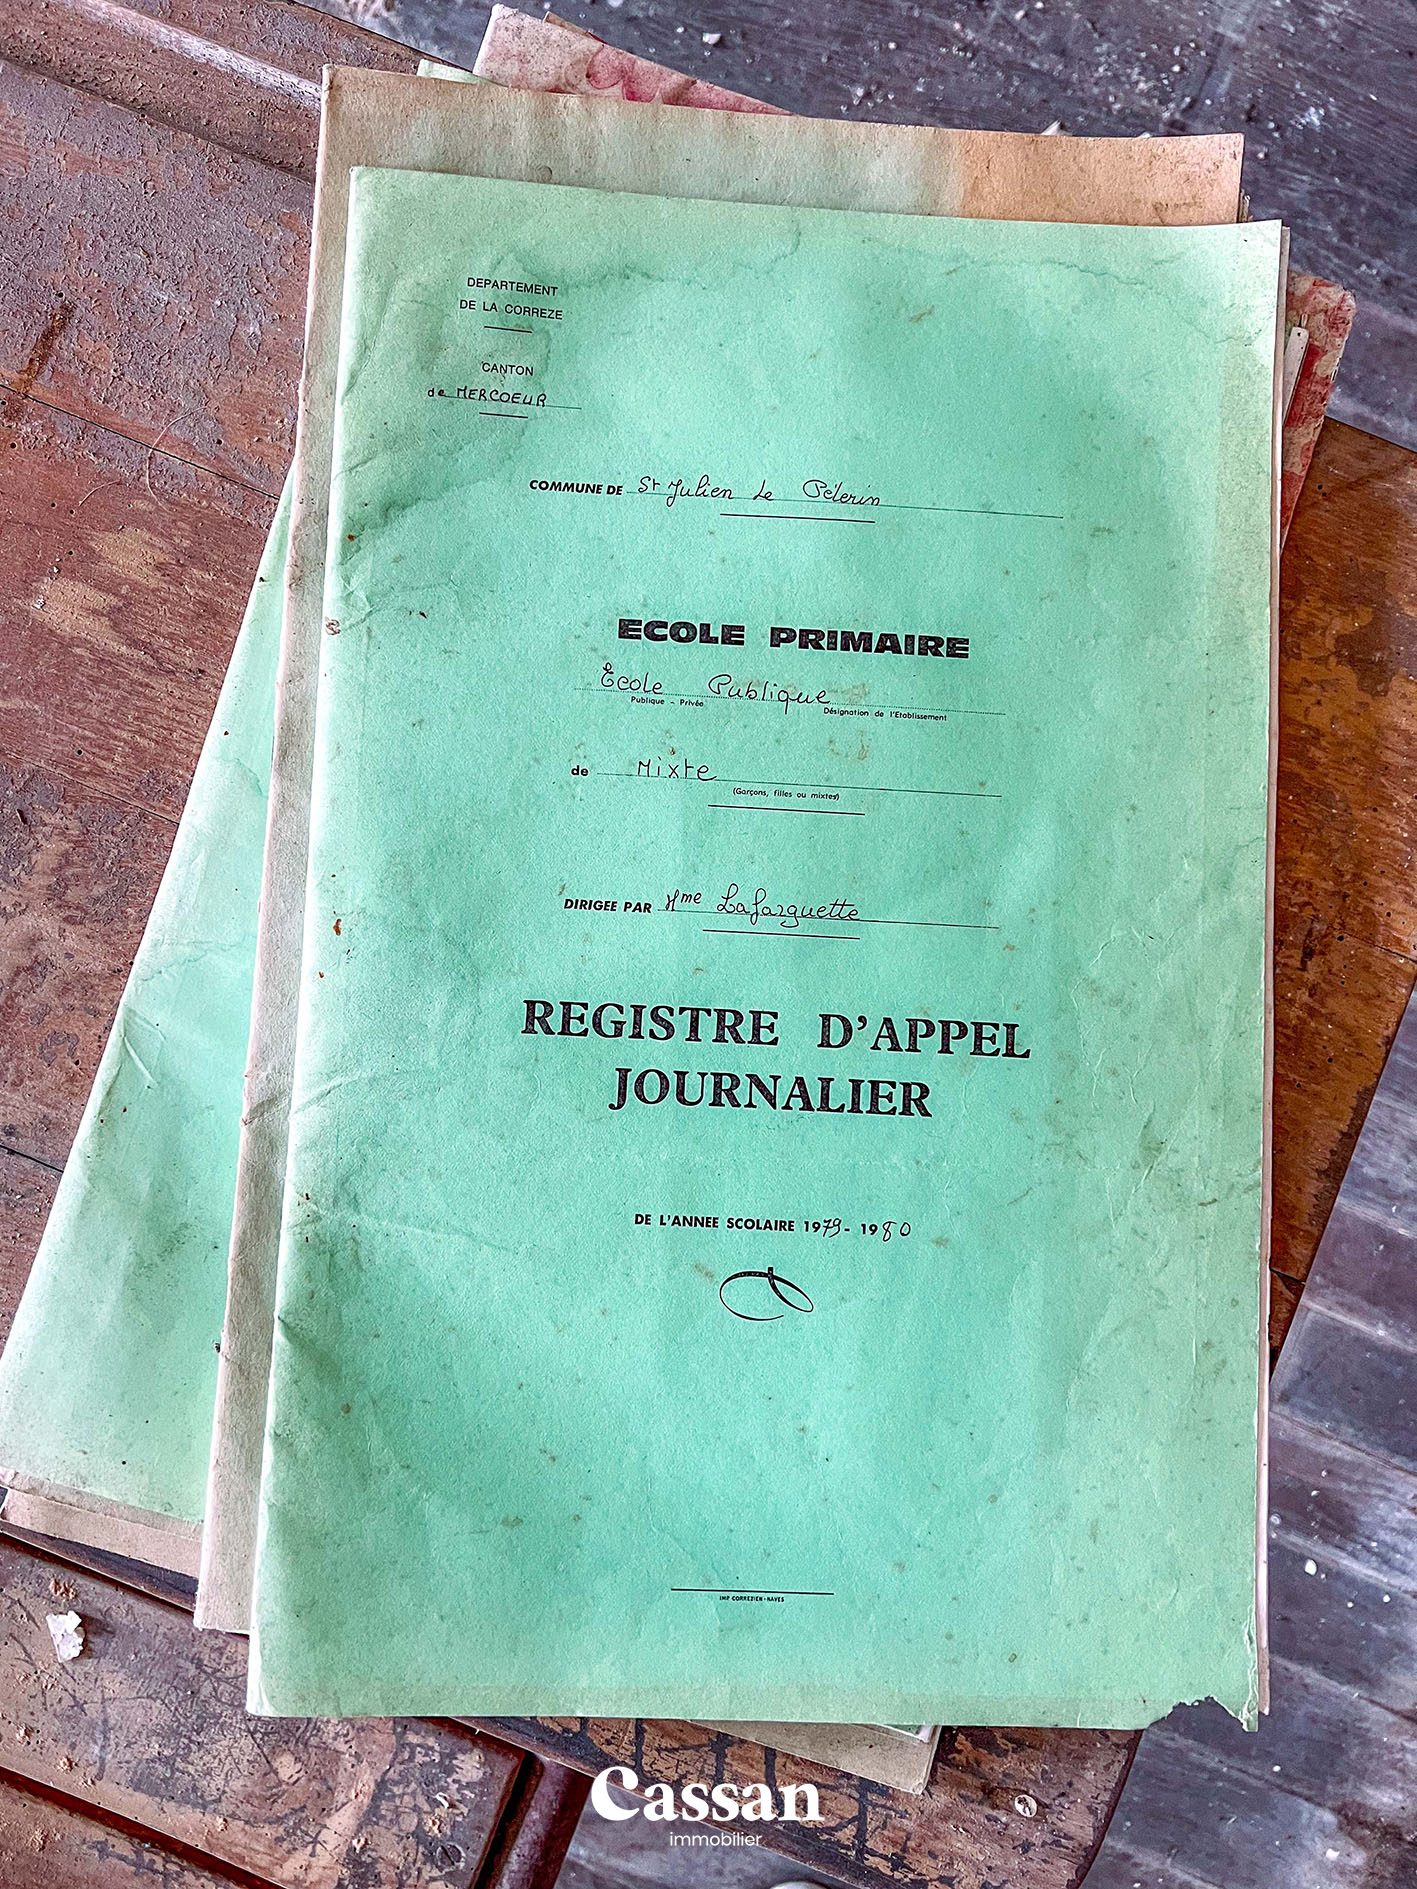 DEPARTEMENT
DE LA CORREZE
CANTON
de MERCOEUR
COMMUNE DE St Julien Le Pélerin
ECOLE PRIMAIRE
École Publique
Publique - Privée Désignation de l'Etablissement
de Mixte
(Garçons, filles ou mixtes)
DIRIGEE PAR Mme Lafarguette
REGISTRE D'APPEL
JOURNALIER
DE L'ANNEE SCOLAIRE 1979 - 1980
IMP CORREZIEN - NAVES
Cassan
immobilier